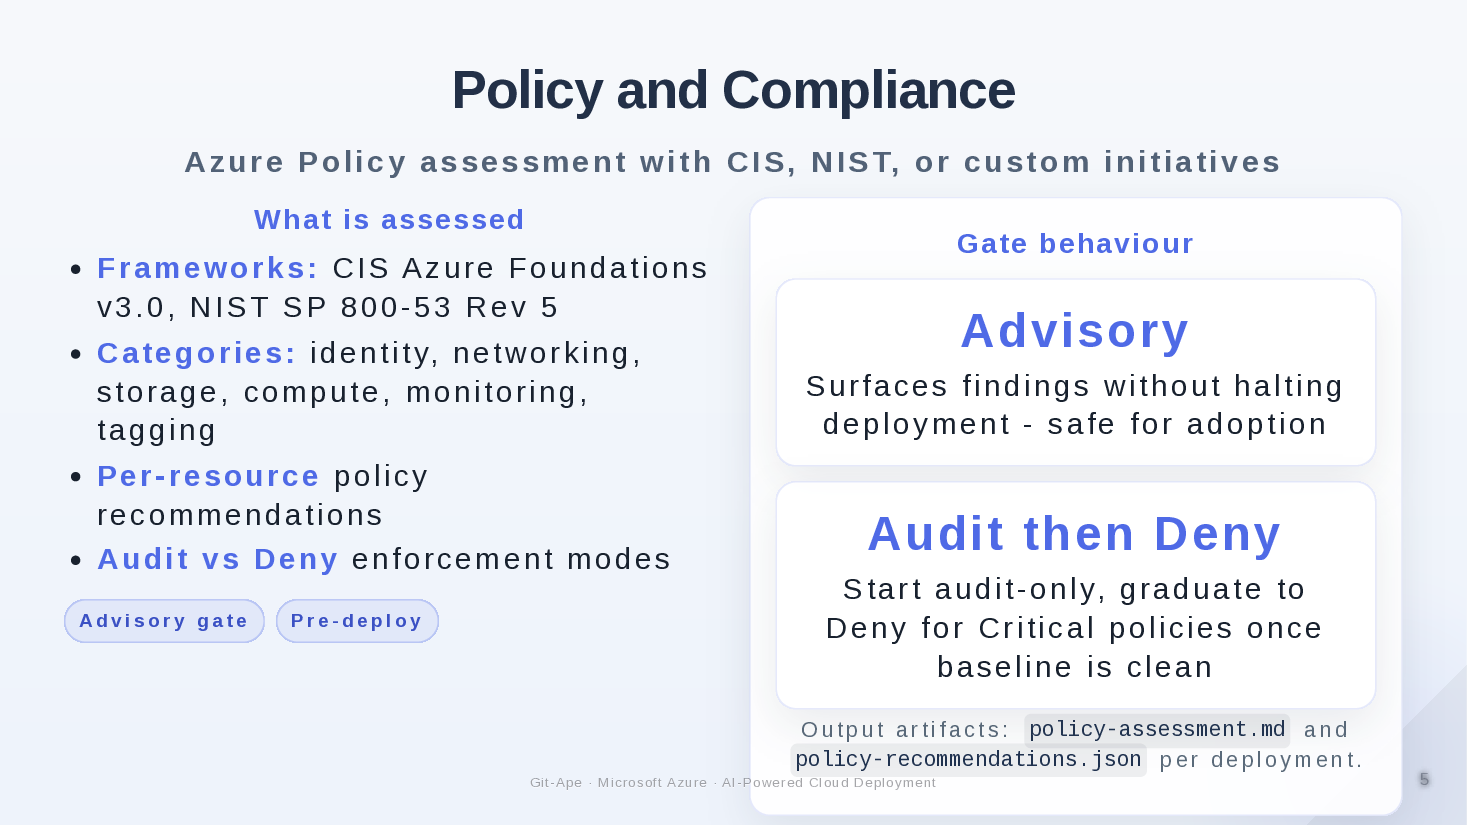 Policy and Compliance
Azure Policy assessment with CIS, NIST, or custom initiatives
What is assessed
• Frameworks: CIS Azure Foundations
v3.0, NIST SP 800-53 Rev 5
• Categories: identity, networking,
storage, compute, monitoring,
tagging
• Per-resource policy
recommendations
• Audit vs Deny enforcement modes
Advisory gate
Pre-deploy
Gate behaviour
Advisory
Surfaces findings without halting
deployment - safe for adoption
Audit then Deny
Start audit-only, graduate to
Deny for Critical policies once
baseline is clean
Output artifacts: policy-assessment.md and
policy-recommendations.json per deployment.
Git-Ape · Microsoft Azure · AI-Powered Cloud Deployment
5